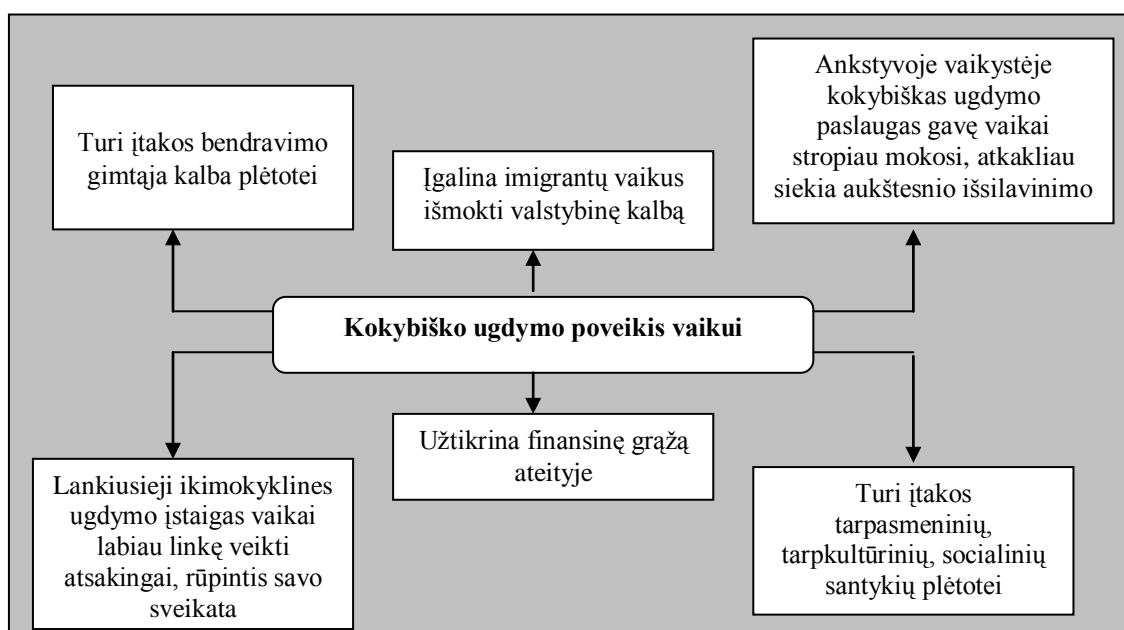 Turi įtakos bendravimo
gimtąja kalba plėtotei
Įgalina imigrantų vaikus
išmokti valstybinę kalbą
Ankstyvoje vaikystėje
kokybiškas ugdymo
paslaugas gavę vaikai
stropiau mokosi, atkakliau
siekia aukštesnio išsilavinimo
Kokybiško ugdymo poveikis vaikui
Lankiusieji ikimokyklines
ugdymo įstaigas vaikai
labiau linkę veikti
atsakingai, rūpintis savo
sveikata
Užtikrina finansinę grąžą
ateityje
Turi įtakos
tarpasmeninių,
tarpkultūrinių, socialinių
santykių plėtotei